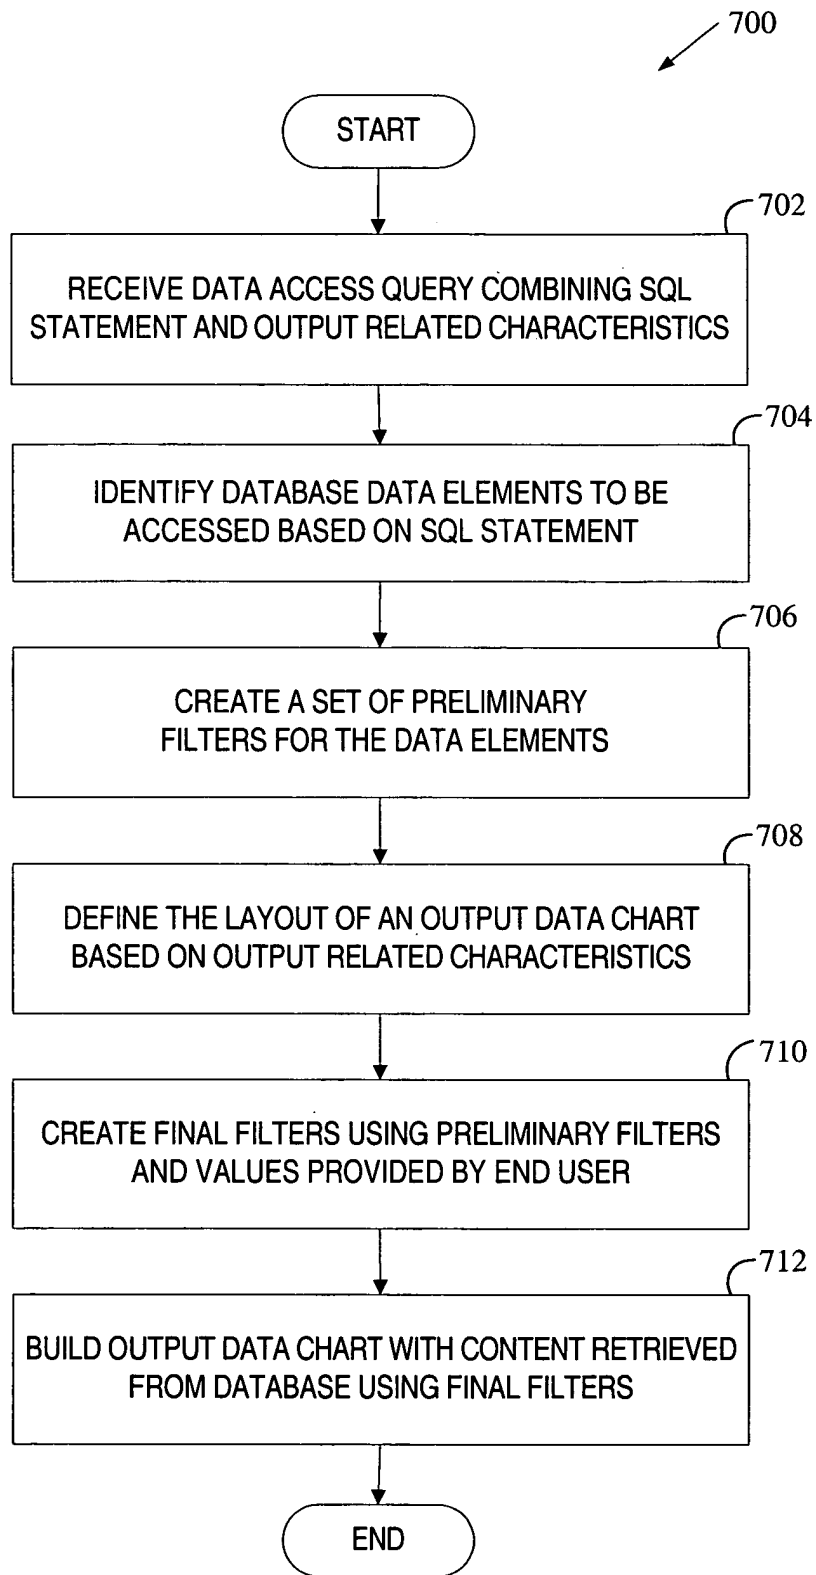 700
START
702
RECEIVE DATA ACCESS QUERY COMBINING SQL
STATEMENT AND OUTPUT RELATED CHARACTERISTICS
704
IDENTIFY DATABASE DATA ELEMENTS TO BE
ACCESSED BASED ON SQL STATEMENT
706
CREATE A SET OF PRELIMINARY
FILTERS FOR THE DATA ELEMENTS
708
DEFINE THE LAYOUT OF AN OUTPUT DATA CHART
BASED ON OUTPUT RELATED CHARACTERISTICS
710
CREATE FINAL FILTERS USING PRELIMINARY FILTERS
AND VALUES PROVIDED BY END USER
712
BUILD OUTPUT DATA CHART WITH CONTENT RETRIEVED
FROM DATABASE USING FINAL FILTERS
END